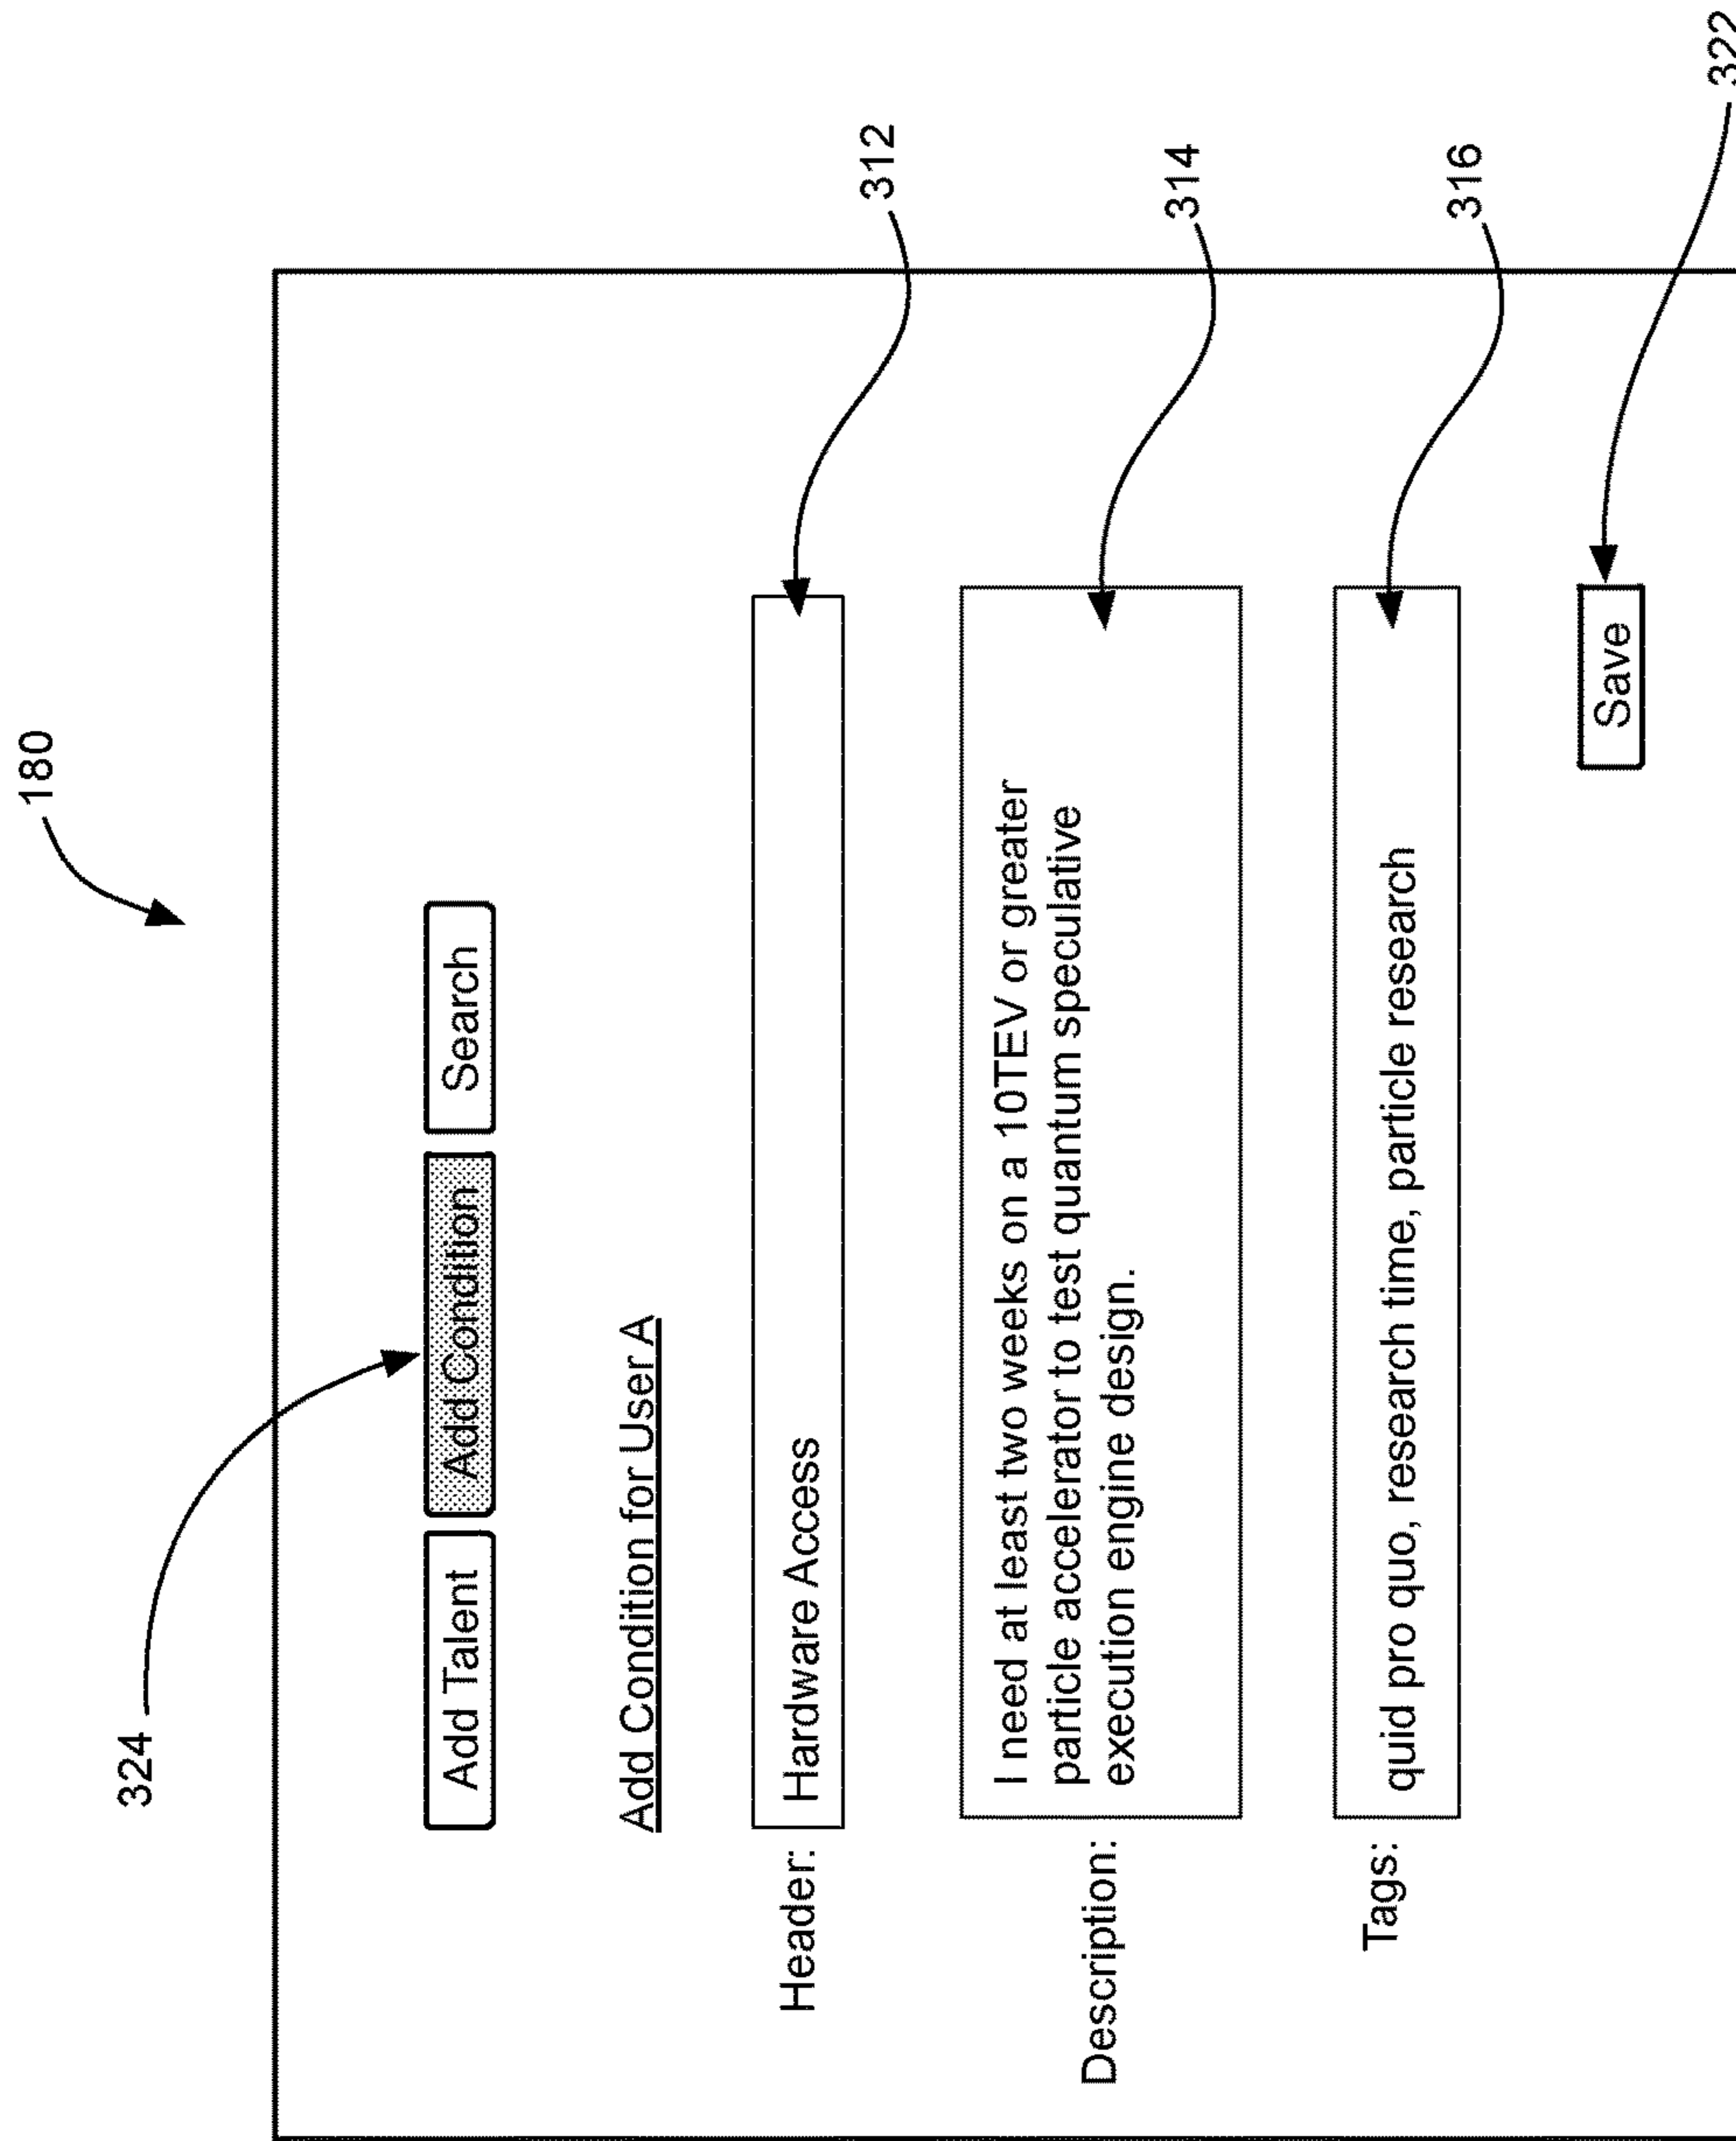 180
324
Add Talent Add Condition Search
Add Condition for User A
Header: Hardware Access
312
Description: I need at least two weeks on a 10TEV or greater
particle accelerator to test quantum speculative
execution engine design.
314
Tags: quid pro quo, research time, particle research
316
Save
322